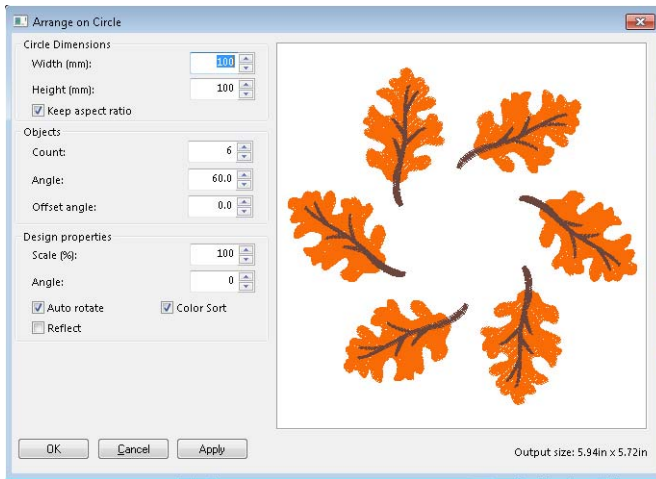 Arrange on Circle
Circle Dimensions
Width (mm): 100
Height (mm): 100
Keep aspect ratio
Objects
Count: 6
Angle: 60.0
Offset angle: 0.0
Design properties
Scale (%): 100
Angle: 0
Auto rotate Color Sort
Reflect
OK Cancel Apply
Output size: 5.94in x 5.72in